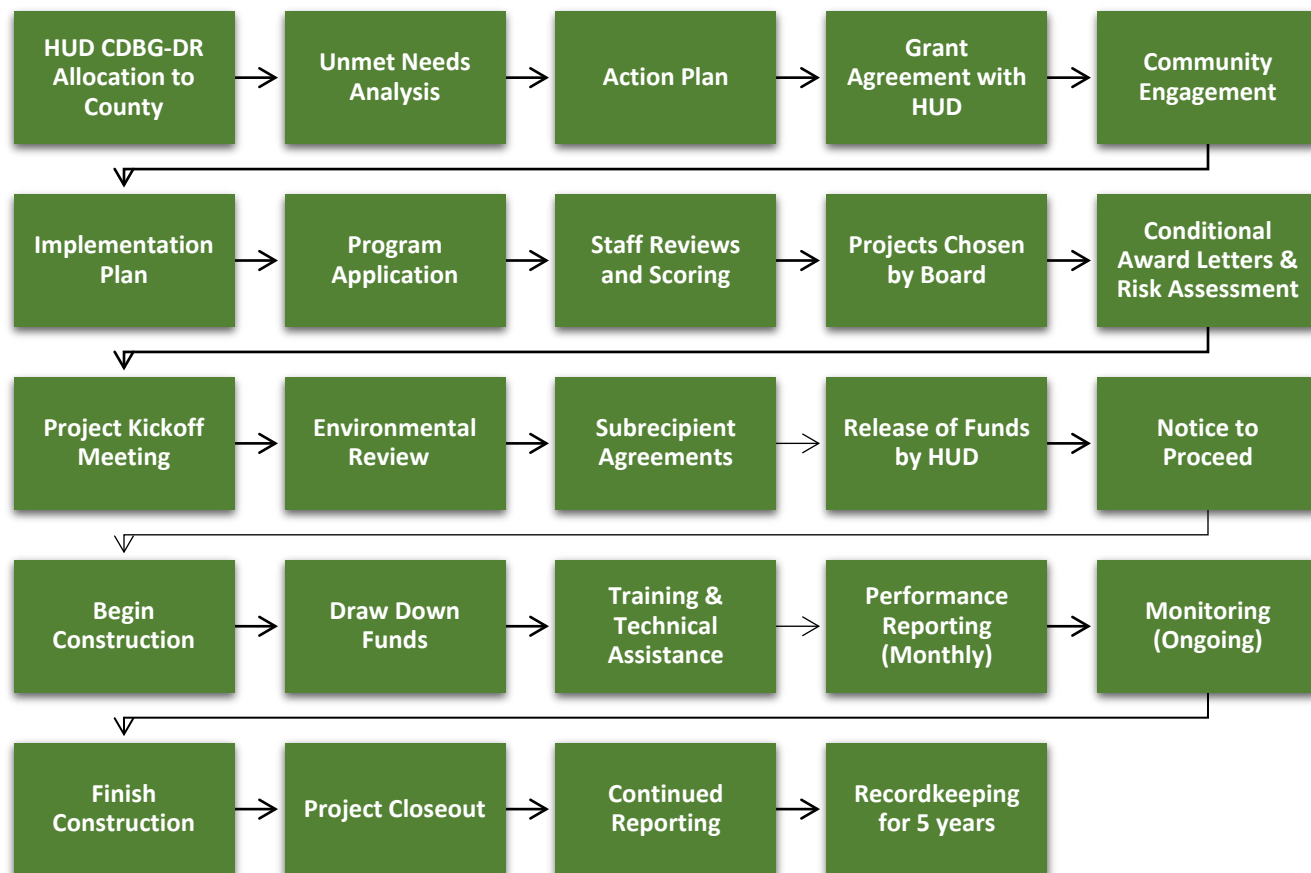 HUD CDBG-DR
Allocation to
County
Unmet Needs
Analysis
Action Plan
Grant
Agreement with
HUD
Community
Engagement
Implementation
Plan
Program
Application
Staff Reviews
and Scoring
Projects Chosen
by Board
Conditional
Award Letters &
Risk Assessment
Project Kickoff
Meeting
Environmental
Review
Subrecipient
Agreements
Release of Funds
by HUD
Notice to
Proceed
Begin
Construction
Draw Down
Funds
Training &
Technical
Assistance
Performance
Reporting
(Monthly)
Monitoring
(Ongoing)
Finish
Construction
Project Closeout
Continued
Reporting
Recordkeeping
for 5 years